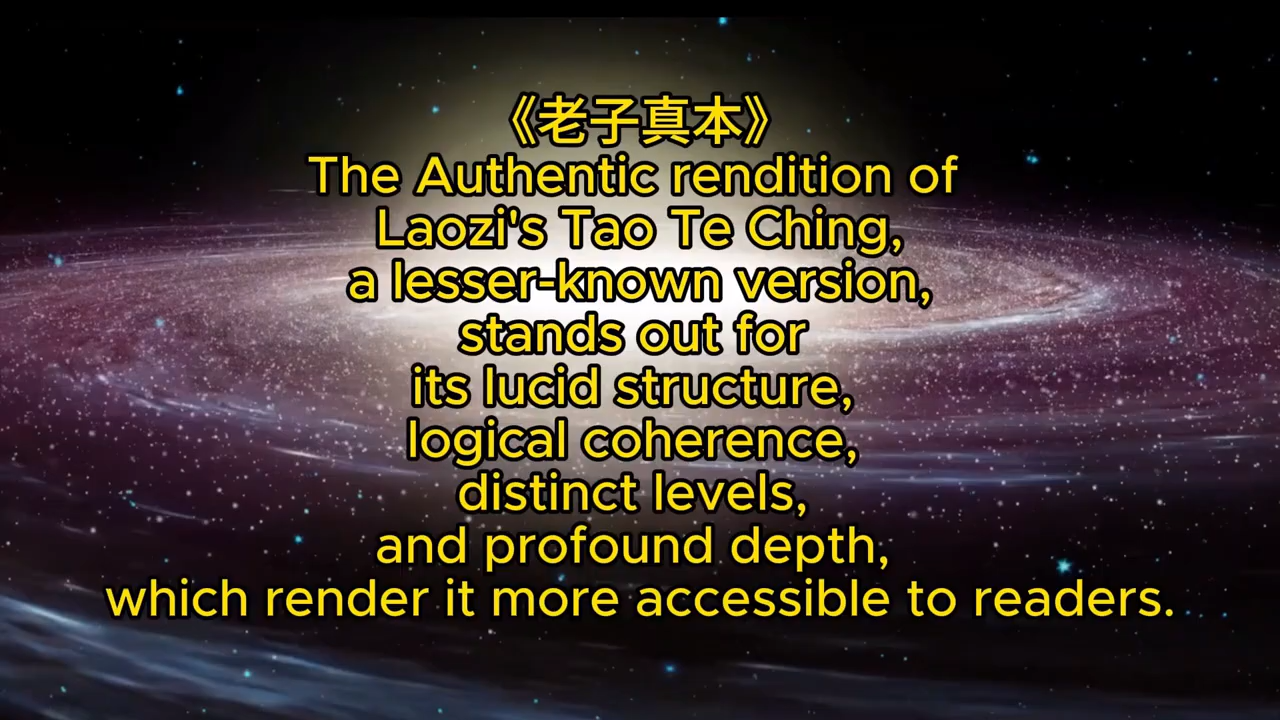 《老子真本》
The Authentic rendition of
Laozi's Tao Te Ching,
a lesser-known version,
stands out for
its lucid structure,
logical coherence,
distinct levels,
and profound depth,
which render it more accessible to readers.